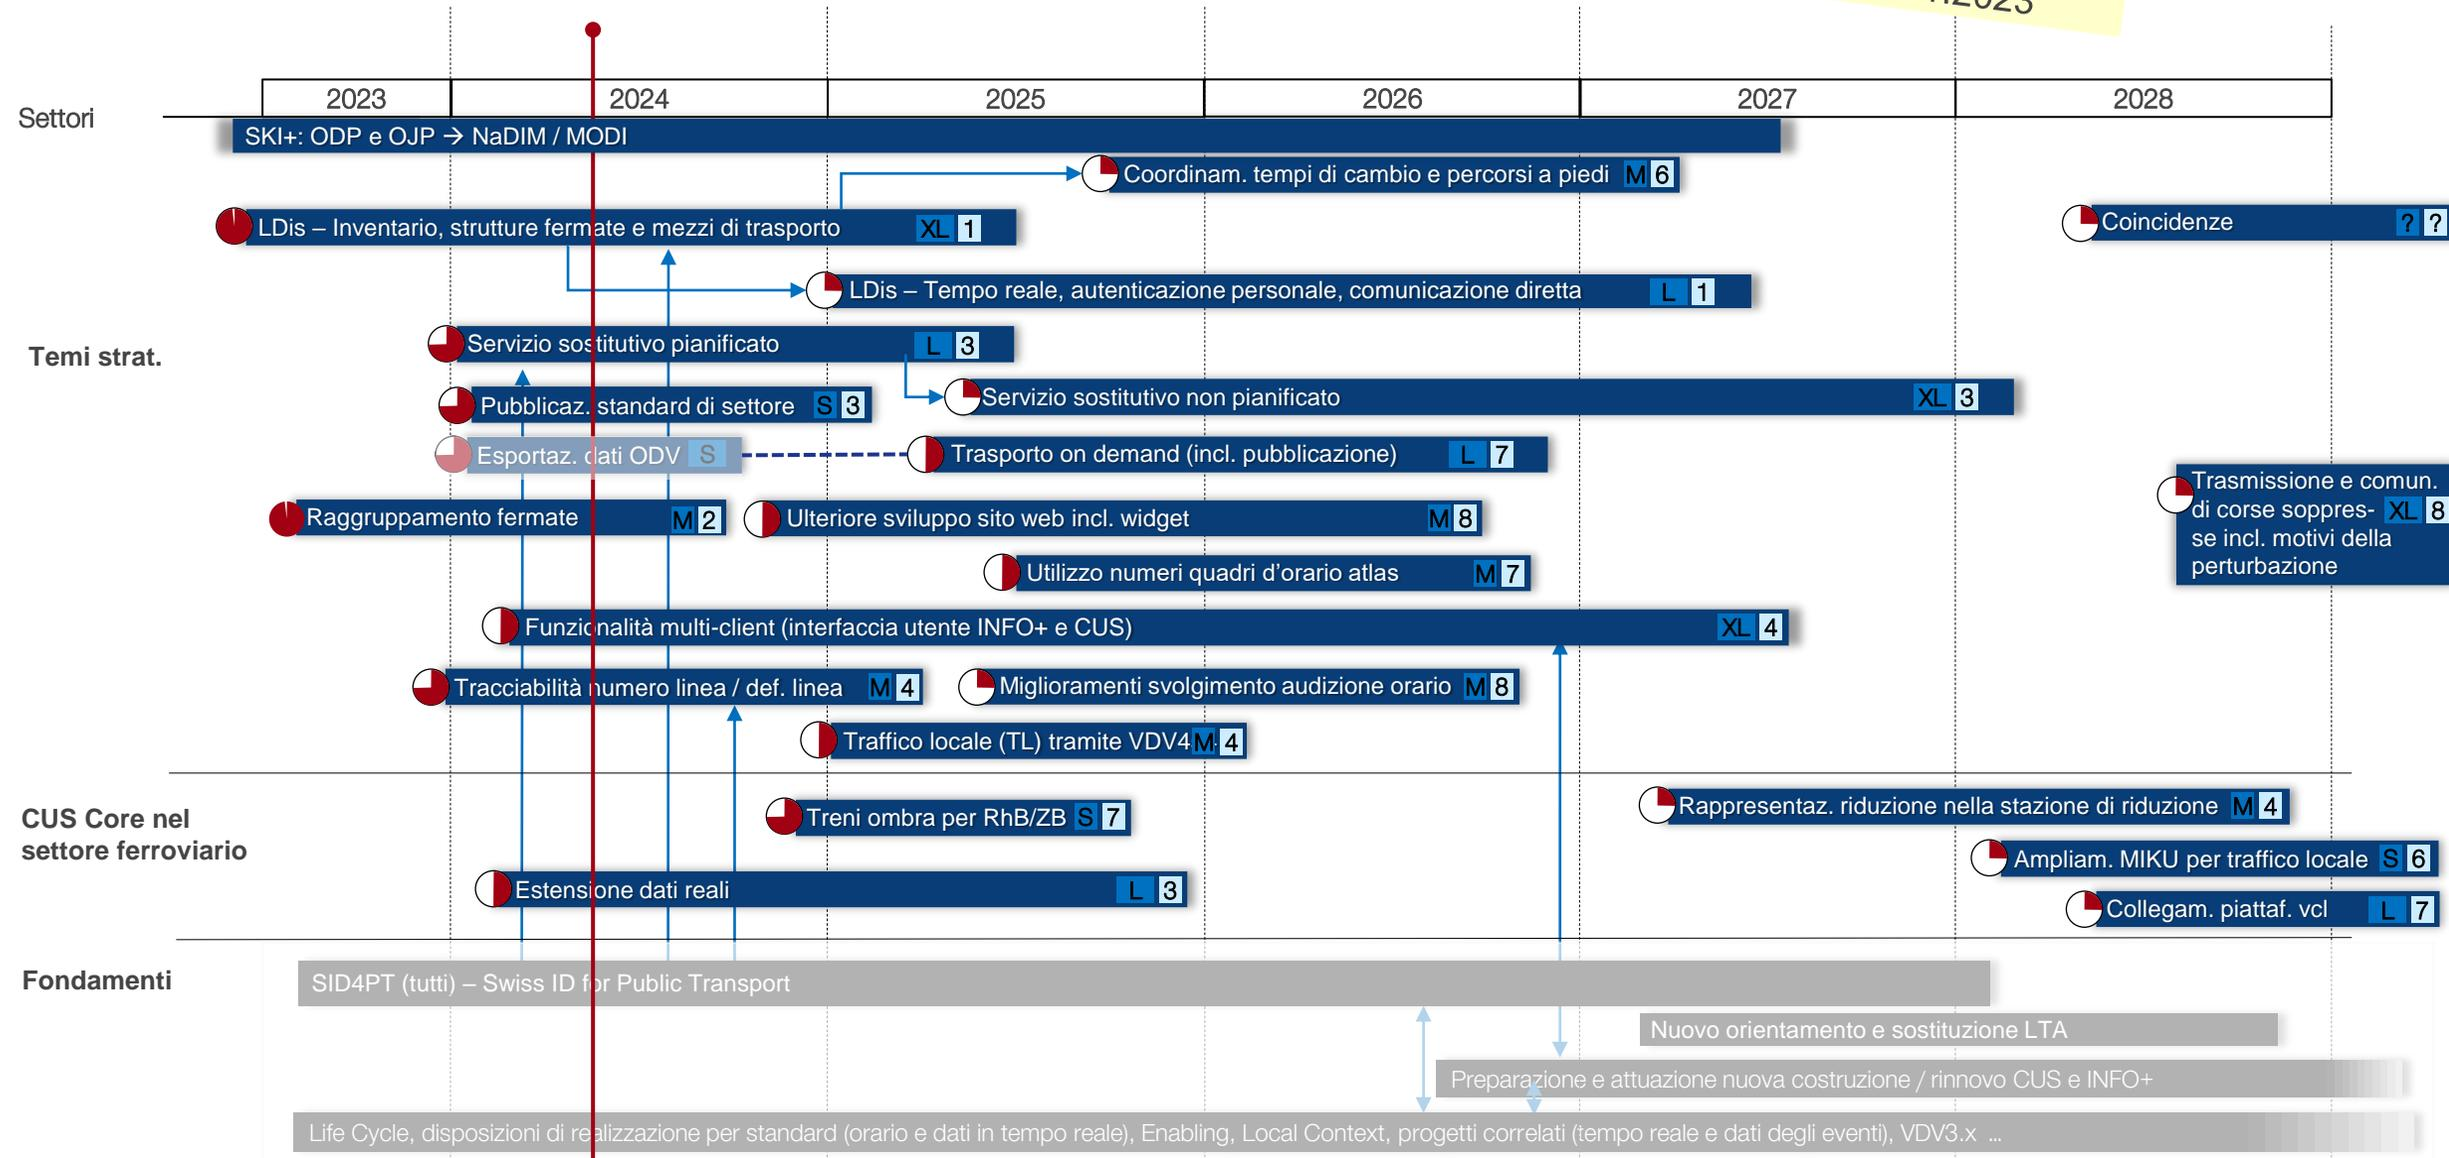 2023
2023 2024 2025 2026 2027 2028
Settori
SKI+: ODP e OJP → NaDIM / MODI
Coordinam. tempi di cambio e percorsi a piedi M 6
LDis – Inventario, strutture fermate e mezzi di trasporto XL 1
Coincidenze ? ?
LDis – Tempo reale, autenticazione personale, comunicazione diretta L 1
Temi strat.
Servizio sostitutivo pianificato L 3
Servizio sostitutivo non pianificato XL 3
Pubblicaz. standard di settore S 3
Esportaz. dati ODV S
Trasporto on demand (incl. pubblicazione) L 7
Trasmissione e comun.
di corse soppres- XL 8
se incl. motivi della
perturbazione
Raggruppamento fermate M 2
Ulteriore sviluppo sito web incl. widget M 8
Utilizzo numeri quadri d'orario atlas M 7
Funzionalità multi-client (interfaccia utente INFO+ e CUS) XL 4
Tracciabilità numero linea / def. linea M 4
Miglioramenti svolgimento audizione orario M 8
Traffico locale (TL) tramite VDV4 M 4
CUS Core nel
settore ferroviario
Treni ombra per RhB/ZB S 7
Rappresentaz. riduzione nella stazione di riduzione M 4
Ampliam. MIKU per traffico locale S 6
Estensione dati reali L 3
Collegam. piattaf. vcl L 7
Fondamenti
SID4PT (tutti) – Swiss ID for Public Transport
Nuovo orientamento e sostituzione LTA
Preparazione e attuazione nuova costruzione / rinnovo CUS e INFO+
Life Cycle, disposizioni di realizzazione per standard (orario e dati in tempo reale), Enabling, Local Context, progetti correlati (tempo reale e dati degli eventi), VDV3.x ...